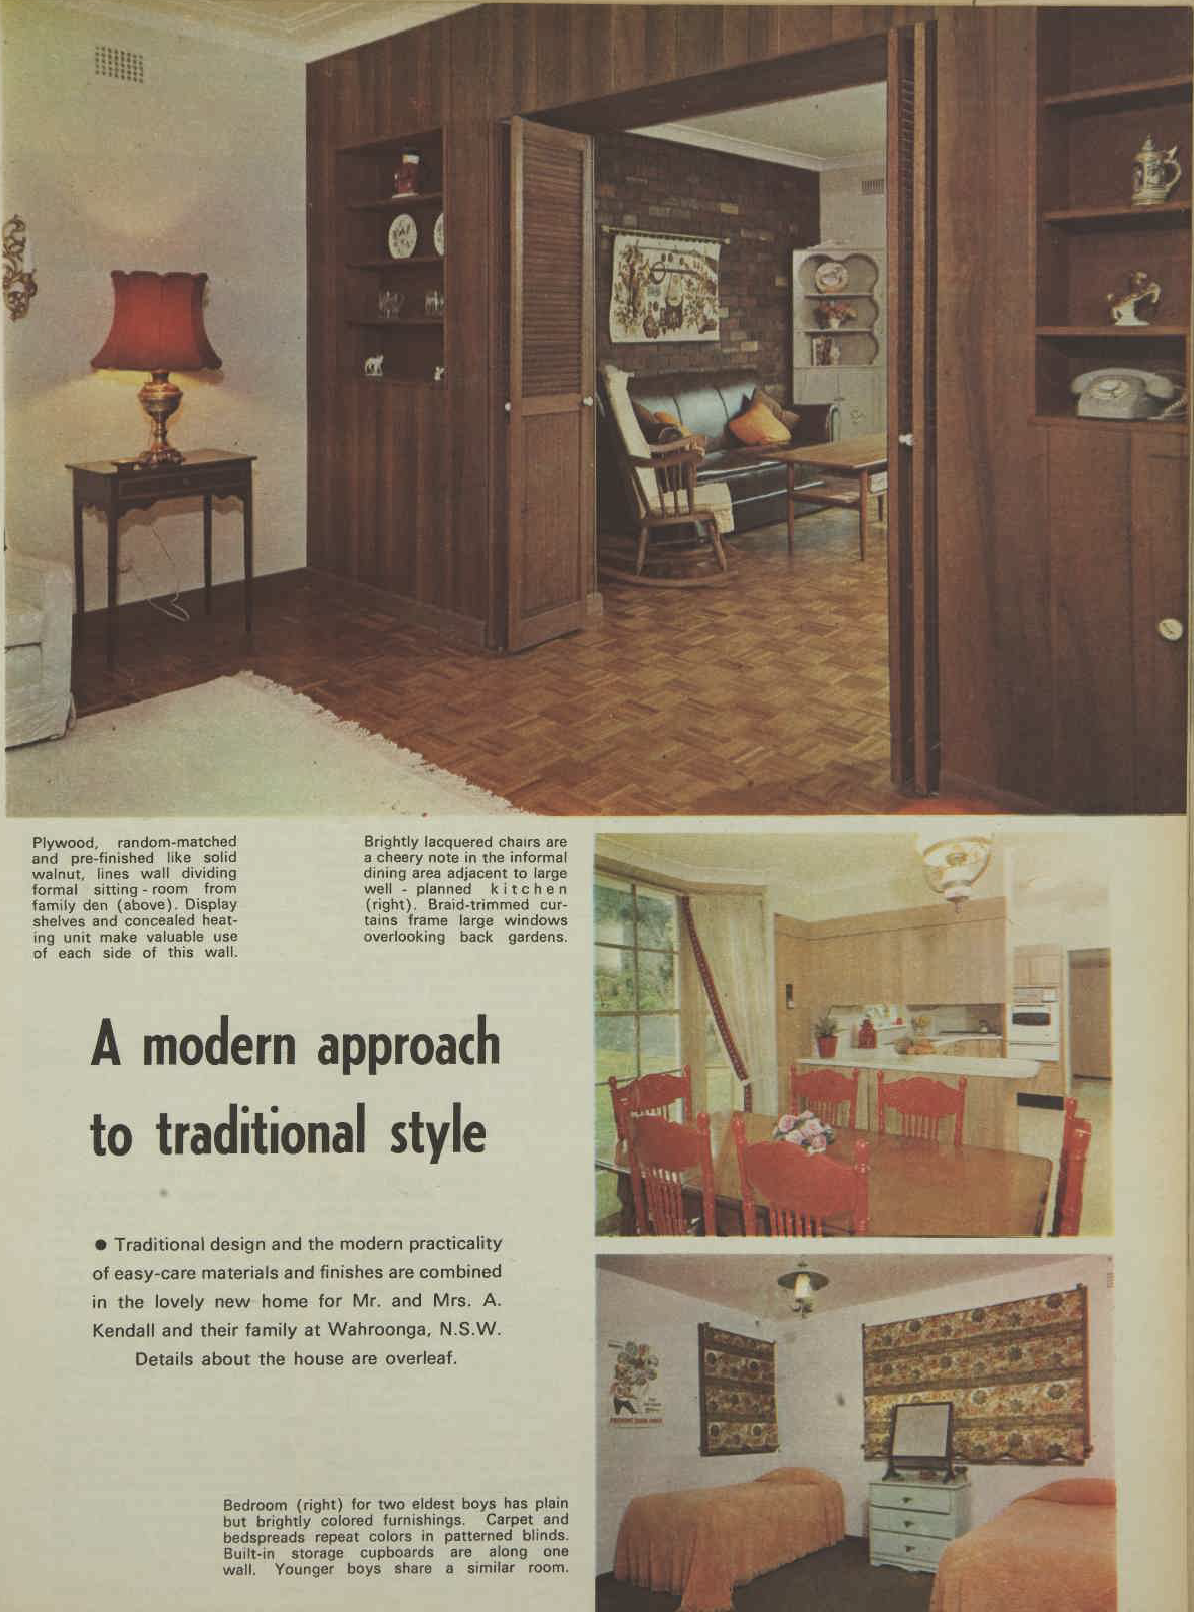 Plywood, random-matched
and pre-finished like solid
walnut, lines wall dividing
formal sitting - room from
family den (above). Display
shelves and concealed heat-
ing unit make valuable use
of each side of this wall.
Brightly lacquered chairs are
a cheery note in the informal
dining area adjacent to large
well - planned kitchen
(right). Braid-trimmed cur-
tains frame large windows
overlooking back gardens.
A modern approach
to traditional style
● Traditional design and the modern practicality
of easy-care materials and finishes are combined
in the lovely new home for Mr. and Mrs. A.
Kendall and their family at Wahroonga, N.S.W.
Details about the house are overleaf.
Bedroom (right) for two eldest boys has plain
but brightly colored furnishings. Carpet and
bedspreads repeat colors in patterned blinds.
Built-in storage cupboards are along one
wall. Younger boys share a similar room.